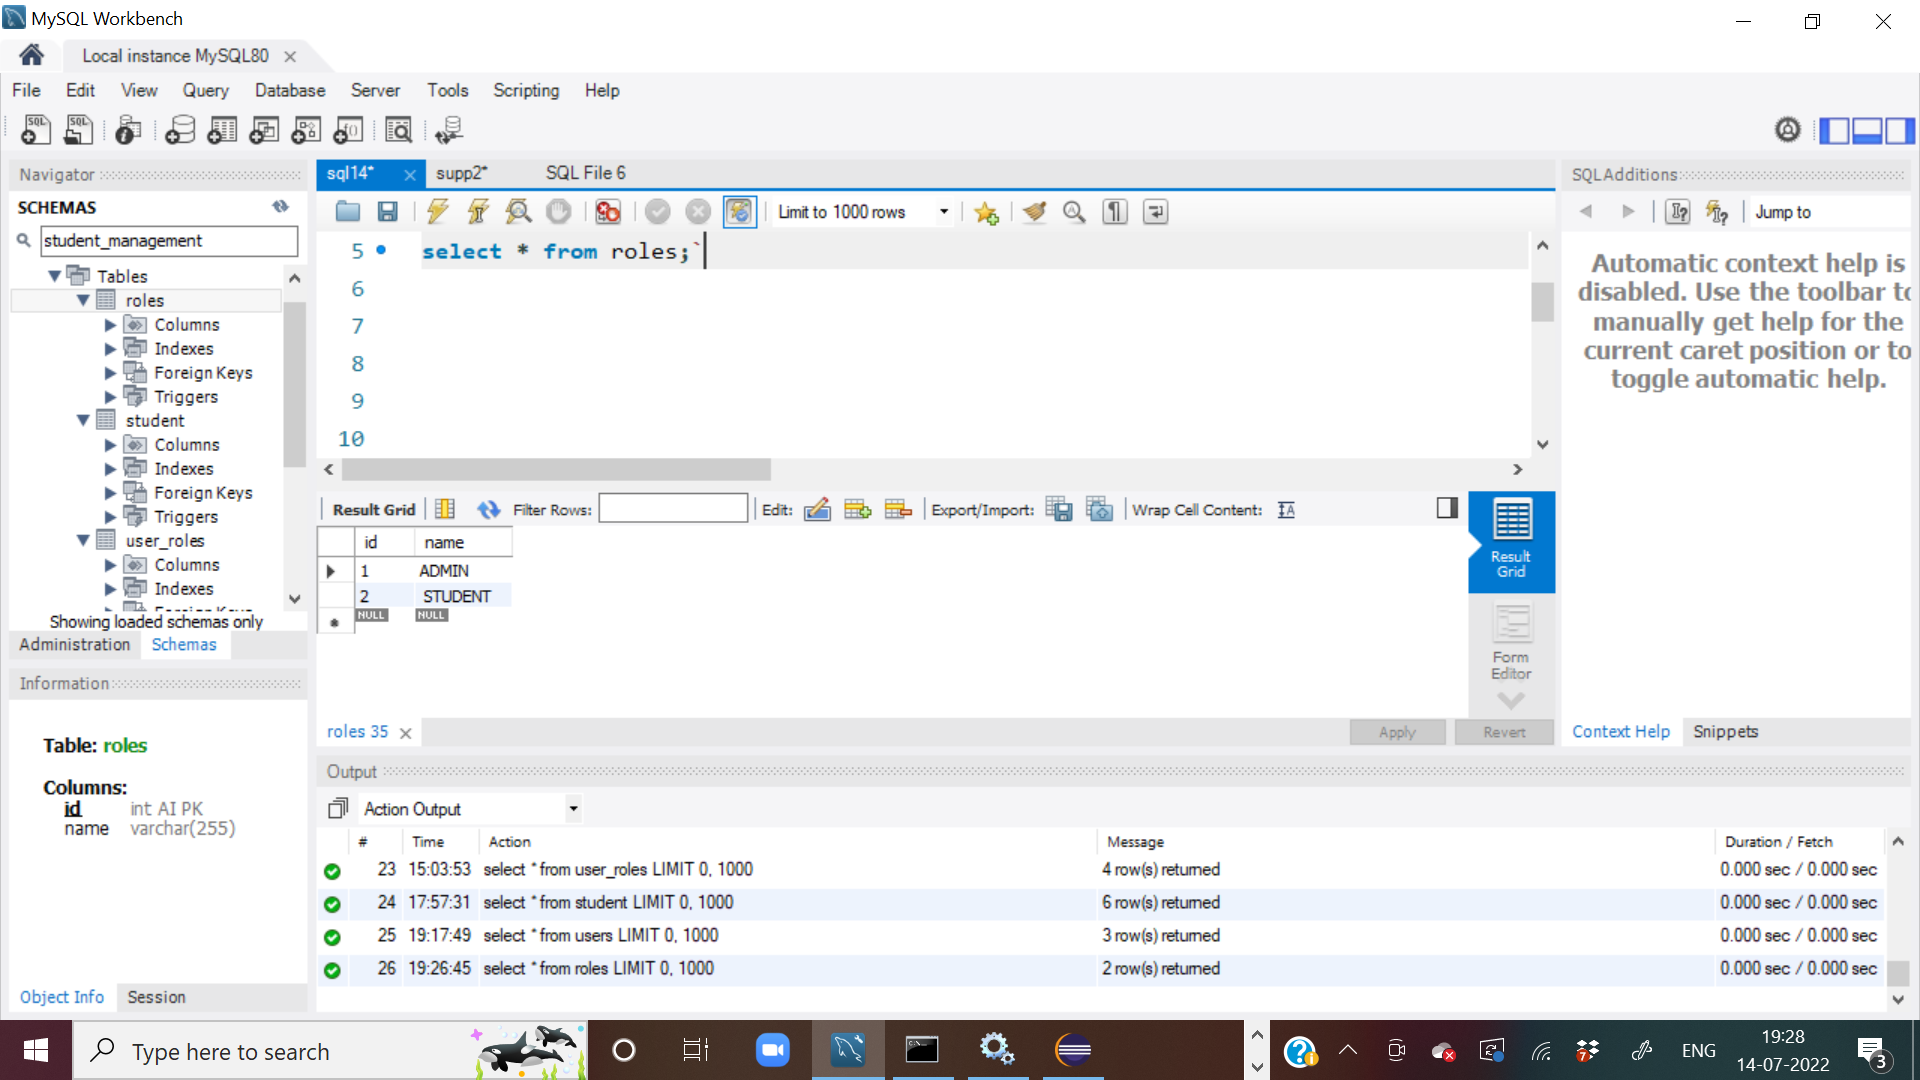 MySQL Workbench
Local instance MySQL80
File Edit View Query Database Server Tools Scripting Help
Navigator
SCHEMAS
student_management
Tables
roles
Columns
Indexes
Foreign Keys
Triggers
student
Columns
Indexes
Foreign Keys
Triggers
user_roles
Columns
Indexes
Foreign Keys
Showing loaded schemas only
Administration Schemas
Information
Table: roles
Columns:
id int AI PK
name varchar(255)
Object Info Session
sql14* supp2* SQL File 6
Limit to 1000 rows
5 select * from roles;`
6
7
8
9
10
Result Grid Filter Rows: Edit: Export/Import: Wrap Cell Content:
id name
1 ADMIN
2 STUDENT
NULL NULL
Result
Grid
Form
Editor
roles 35
Apply Revert
SQLAdditions
Jump to
Automatic context help is
disabled. Use the toolbar to
manually get help for the
current caret position or to
toggle automatic help.
Context Help Snippets
Output
Action Output
# Time Action Message Duration / Fetch
23 15:03:53 select * from user_roles LIMIT 0, 1000 4 row(s) returned 0.000 sec / 0.000 sec
24 17:57:31 select * from student LIMIT 0, 1000 6 row(s) returned 0.000 sec / 0.000 sec
25 19:17:49 select * from users LIMIT 0, 1000 3 row(s) returned 0.000 sec / 0.000 sec
26 19:26:45 select * from roles LIMIT 0, 1000 2 row(s) returned 0.000 sec / 0.000 sec
Type here to search
ENG
19:28
14-07-2022
3